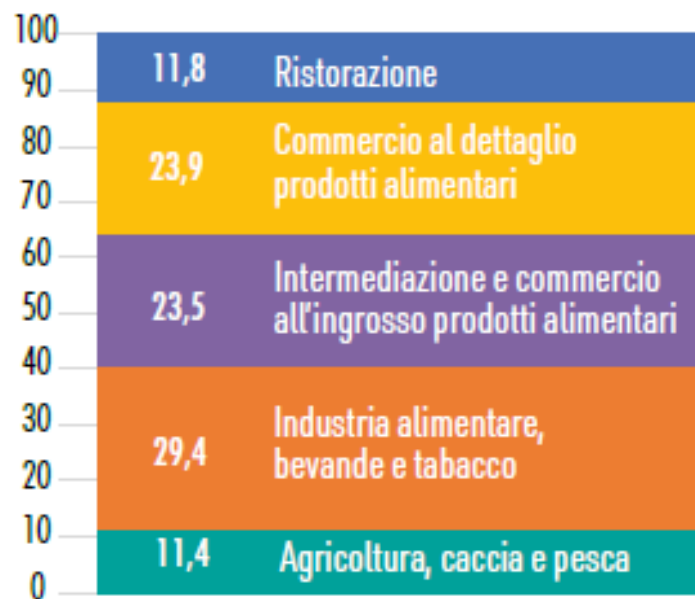 100
11,8 Ristorazione
90
80
23,9 Commercio al dettaglio
prodotti alimentari
70
60
50
23,5 Intermediazione e commercio
all'ingrosso prodotti alimentari
40
30
29,4 Industria alimentare,
bevande e tabacco
20
10
11,4 Agricoltura, caccia e pesca
0